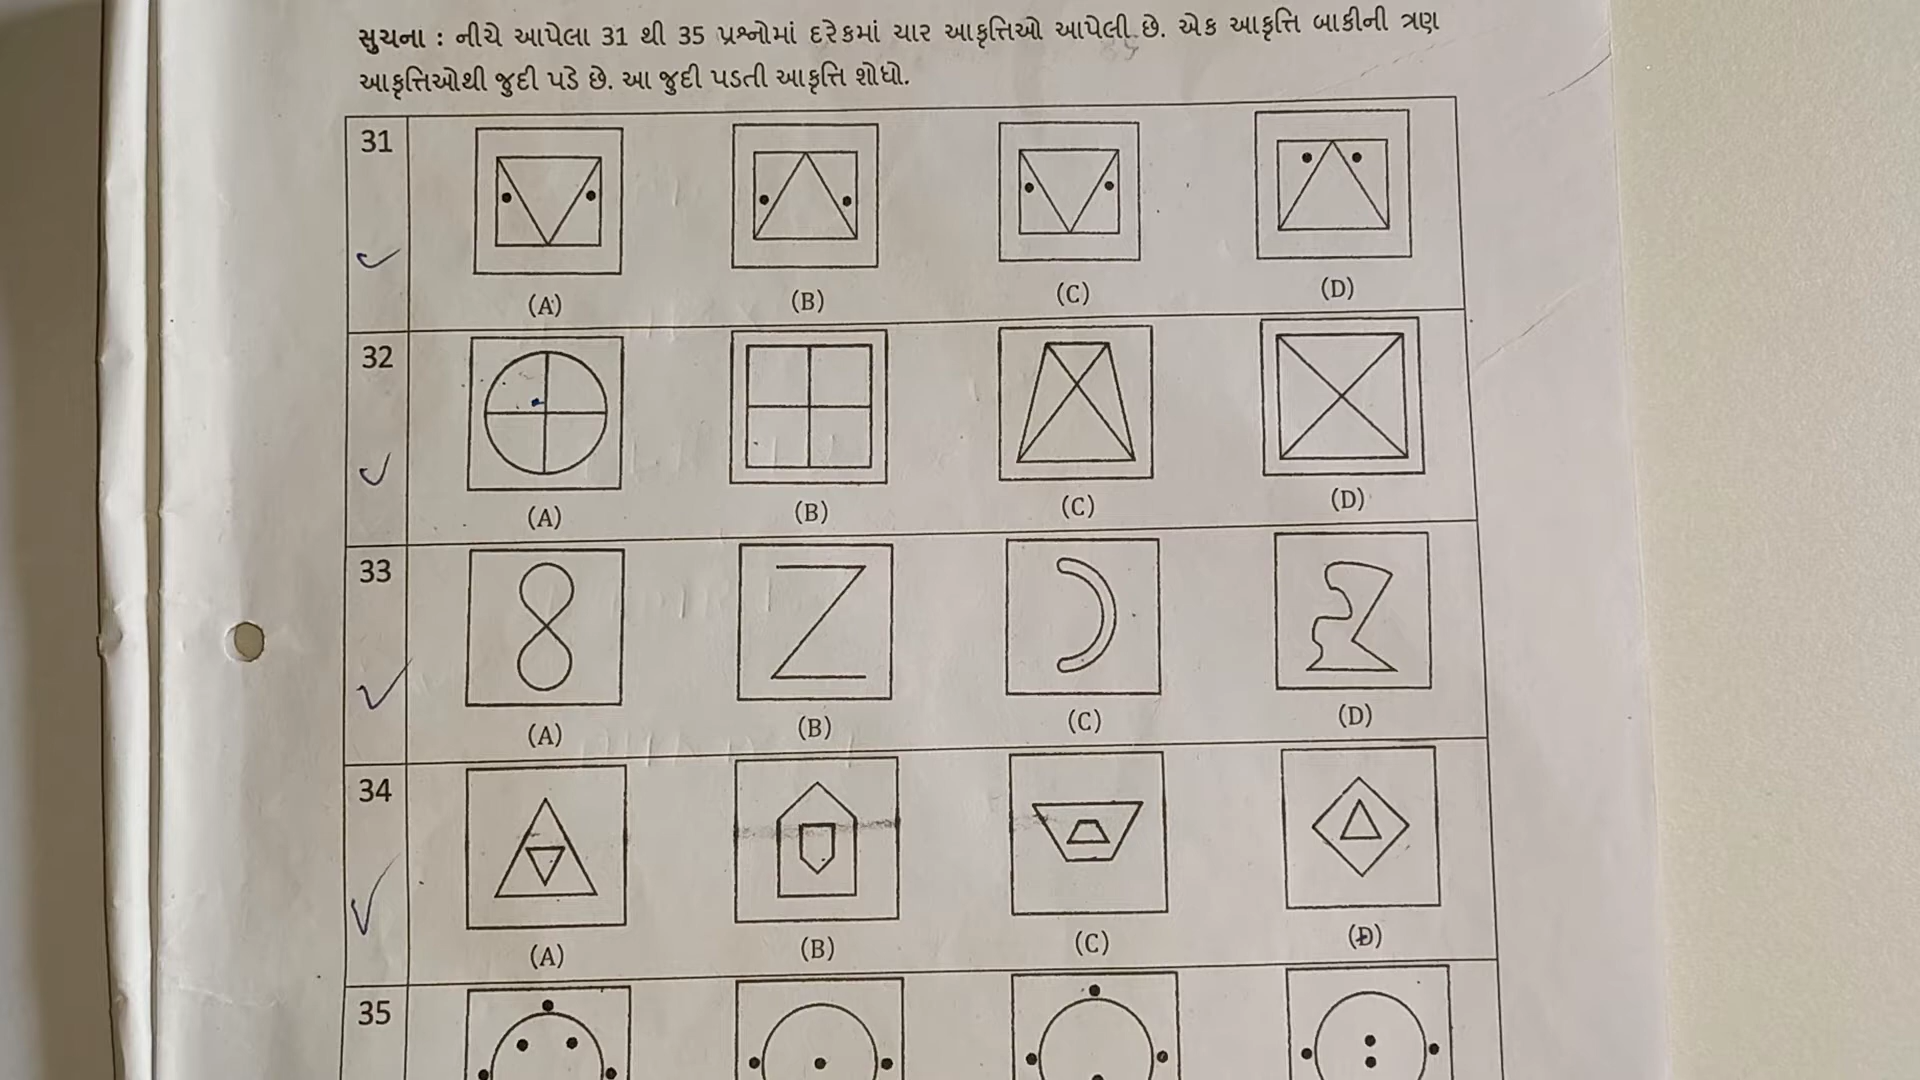 સુચના : નીચે આપેલા 31 થી 35 પ્રશ્નોમાં દરેકમાં ચાર આકૃત્તિઓ આપેલી છે. એક આકૃત્તિ બાકીની ત્રણ
આકૃત્તિઓથી જુદી પડે છે. આ જુદી પડતી આકૃત્તિ શોધો.
31
(A) (B) (C) (D)
32
(A) (B) (C) (D)
33
(A) (B) (C) (D)
34
(A) (B) (C) (D)
35